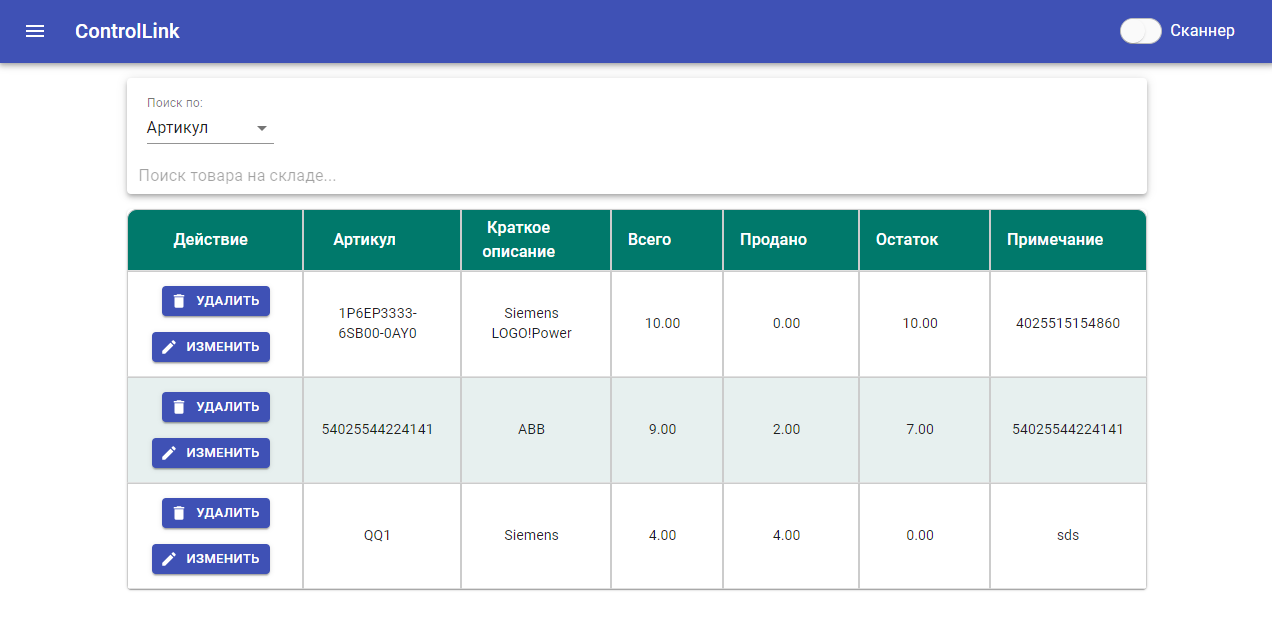 ControlLink
Сканнер
Поиск по:
Артикул
Поиск товара на складе...
Действие Артикул Краткое описание Всего Продано Остаток Примечание
УДАЛИТЬ
ИЗМЕНИТЬ
1P6EP3333-
6SB00-0AY0
Siemens
LOGO!Power
10.00 0.00 10.00 4025515154860
УДАЛИТЬ
ИЗМЕНИТЬ
54025544224141 ABB 9.00 2.00 7.00 54025544224141
УДАЛИТЬ
ИЗМЕНИТЬ
QQ1 Siemens 4.00 4.00 0.00 sds